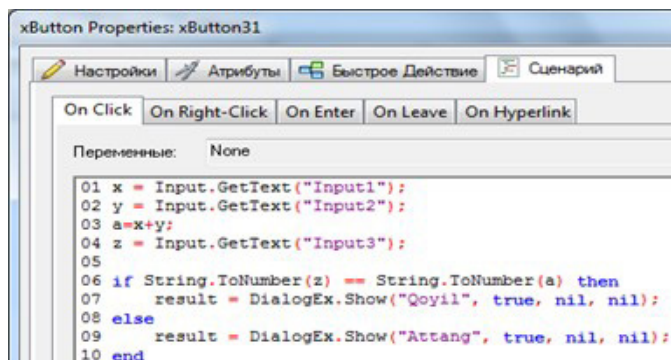 xButton Properties: xButton31
Настройки Атрибуты Быстрое Действие Сценарий
On Click On Right-Click On Enter On Leave On Hyperlink
Переменные: None
01 x = Input.GetText("Input1");
02 y = Input.GetText("Input2");
03 a=x+y;
04 z = Input.GetText("Input3");
05
06 if String.ToNumber(z) == String.ToNumber(a) then
07 result = DialogEx.Show("Qoyil", true, nil, nil);
08 else
09 result = DialogEx.Show("Attang", true, nil, nil);
10 end